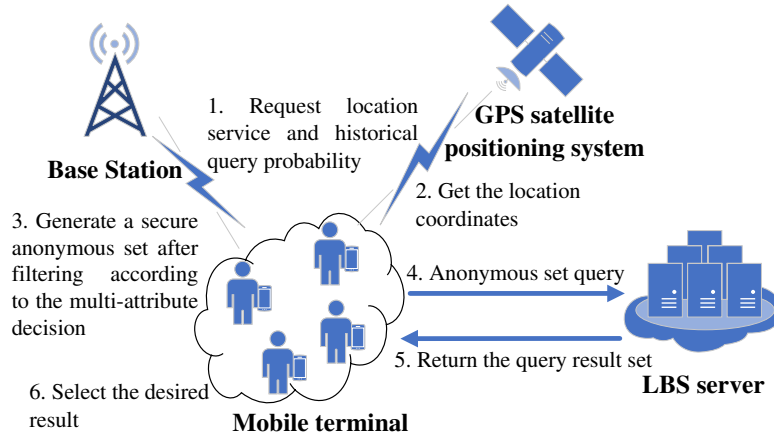 1. Request location
service and historical
query probability
GPS satellite
positioning system
Base Station
2. Get the location
coordinates
3. Generate a secure
anonymous set after
filtering according
to the multi-attribute
decision
4. Anonymous set query
5. Return the query result set
LBS server
6. Select the desired
result
Mobile terminal